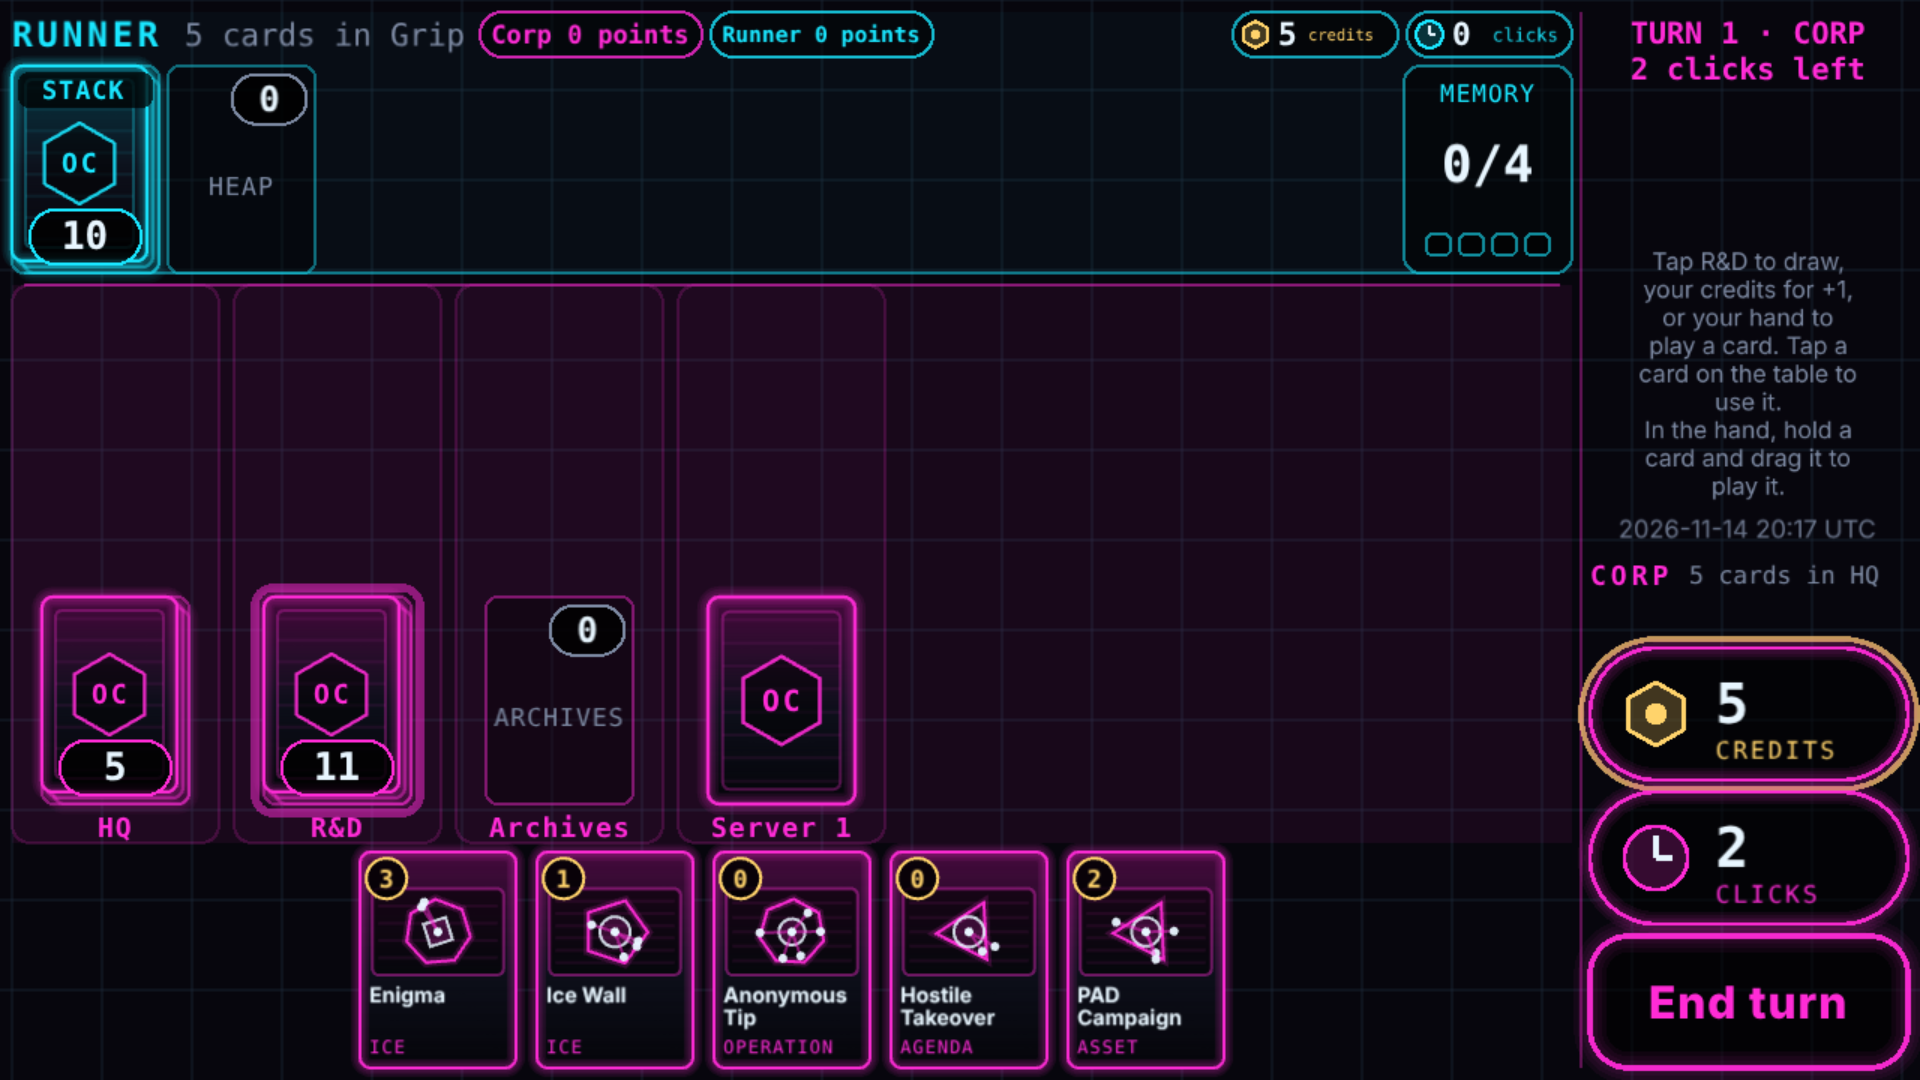 RUNNER 5 cards in Grip Corp 0 points Runner 0 points 5 credits 0 clicks
TURN 1 · CORP
2 clicks left
STACK
OC
10
0
HEAP
MEMORY
0/4
Tap R&D to draw,
your credits for +1,
or your hand to
play a card. Tap a
card on the table to
use it.
In the hand, hold a
card and drag it to
play it.
2026-11-14 20:17 UTC
CORP 5 cards in HQ
OC
5
HQ
OC
11
R&D
0
ARCHIVES
Archives
OC
Server 1
5
CREDITS
2
CLICKS
End turn
3
Enigma
ICE
1
Ice Wall
ICE
0
Anonymous
Tip
OPERATION
0
Hostile
Takeover
AGENDA
2
PAD
Campaign
ASSET